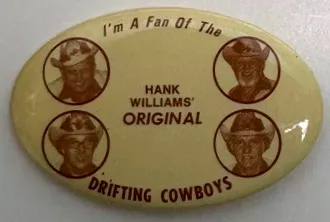 I'm A Fan Of The
HANK
WILLIAMS'
ORIGINAL
DRIFTING COWBOYS